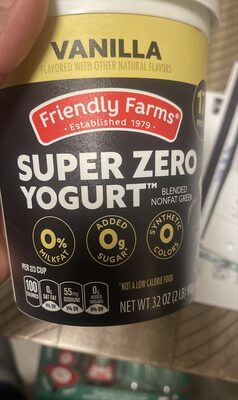 VANILLA
FLAVORED WITH OTHER NATURAL FLAVORS
Friendly Farms®
• Established 1979 •
SUPER ZERO
YOGURT™
BLENDED
NONFAT GREEK
0%
MILKFAT
ADDED
0g*
SUGAR
SYNTHETIC
0
COLORS
PER 2/3 CUP
*NOT A LOW CALORIE FOOD
100
CALORIES
0g
SAT FAT
0% DV
55mg
SODIUM
2% DV
0g
ADDED
SUGARS
0% DV
NET WT 32 OZ (2 LB)